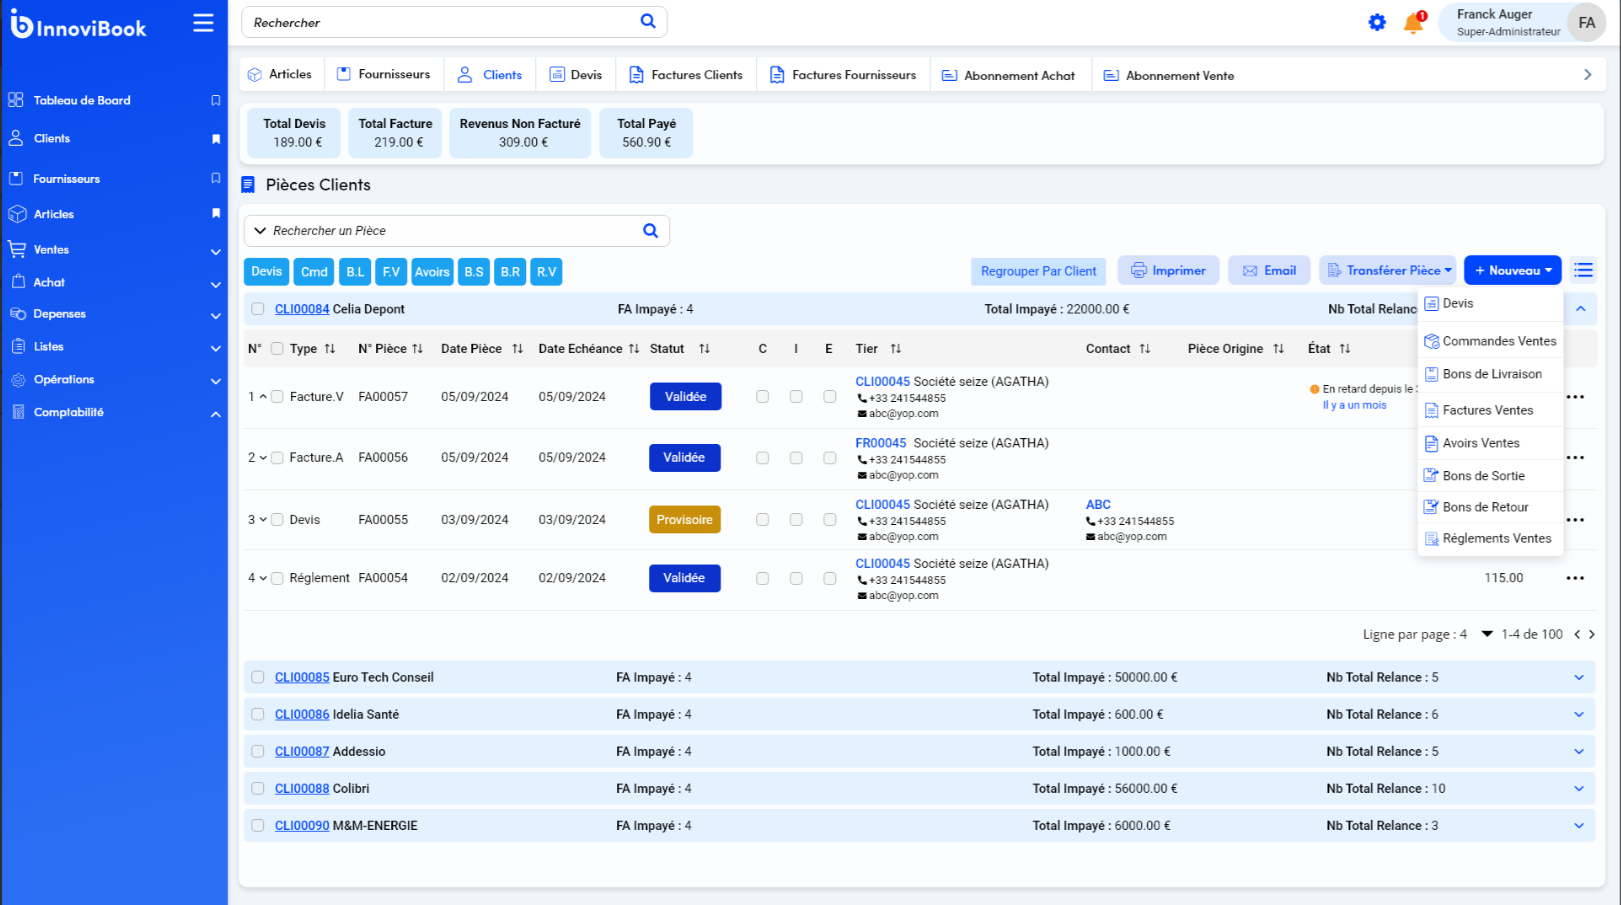 InnoviBook
Rechercher
1
Franck Auger
Super-Administrateur
FA
Tableau de Board
Clients
Fournisseurs
Articles
Ventes
Achat
Depenses
Listes
Opérations
Comptabilité
Articles
Fournisseurs
Clients
Devis
Factures Clients
Factures Fournisseurs
Abonnement Achat
Abonnement Vente
Total Devis
189.00 €
Total Facture
219.00 €
Revenus Non Facturé
309.00 €
Total Payé
560.90 €
Pièces Clients
Rechercher un Pièce
Devis Cmd B.L F.V Avoirs B.S B.R R.V
Regrouper Par Client Imprimer Email Transférer Pièce + Nouveau
Devis
Commandes Ventes
Bons de Livraison
Factures Ventes
Avoirs Ventes
Bons de Sortie
Bons de Retour
Réglements Ventes
CLI00084 Celia Depont FA Impayé : 4 Total Impayé : 22000.00 € Nb Total Relanc
N° Type N° Pièce Date Pièce Date Echéance Statut C I E Tier Contact Pièce Origine État
1 Facture.V FA00057 05/09/2024 05/09/2024 Validée CLI00045 Société seize (AGATHA)
+33 241544855
abc@yop.com
En retard depuis le
Il y a un mois
2 Facture.A FA00056 05/09/2024 05/09/2024 Validée FR00045 Société seize (AGATHA)
+33 241544855
abc@yop.com
3 Devis FA00055 03/09/2024 03/09/2024 Provisoire CLI00045 Société seize (AGATHA)
+33 241544855
abc@yop.com
ABC
+33 241544855
abc@yop.com
4 Réglement FA00054 02/09/2024 02/09/2024 Validée CLI00045 Société seize (AGATHA)
+33 241544855
abc@yop.com
115.00
Ligne par page : 4 1-4 de 100
CLI00085 Euro Tech Conseil FA Impayé : 4 Total Impayé : 50000.00 € Nb Total Relance : 5
CLI00086 Idelia Santé FA Impayé : 4 Total Impayé : 600.00 € Nb Total Relance : 6
CLI00087 Addessio FA Impayé : 4 Total Impayé : 1000.00 € Nb Total Relance : 5
CLI00088 Colibri FA Impayé : 4 Total Impayé : 56000.00 € Nb Total Relance : 10
CLI00090 M&M-ENERGIE FA Impayé : 4 Total Impayé : 6000.00 € Nb Total Relance : 3